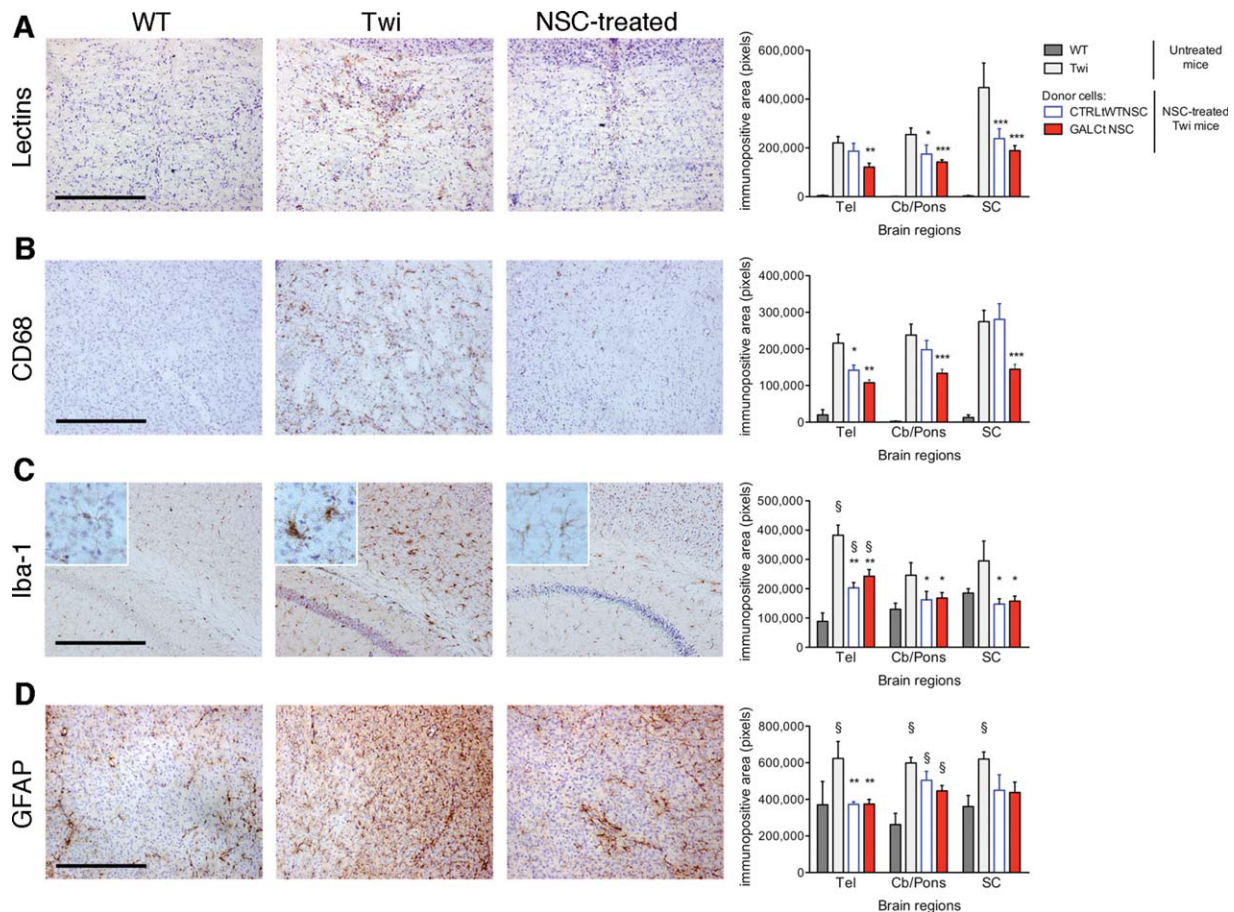 WT
Twi
NSC-treated
A
Lectins
immunopositive area (pixels)
600,000
400,000
200,000
0
**
*
***
***
***
Tel
Cb/Pons
SC
Brain regions
WT
Twi
Untreated
mice
Donor cells:
CTRLtWTNSC
GALCt NSC
NSC-treated
Twi mice
B
CD68
immunopositive area (pixels)
400,000
300,000
200,000
100,000
0
*
**
***
***
Tel
Cb/Pons
SC
Brain regions
C
Iba-1
immunopositive area (pixels)
500,000
400,000
300,000
200,000
100,000
0
§
§ §
** **
* *
* *
Tel
Cb/Pons
SC
Brain regions
D
GFAP
immunopositive area (pixels)
800,000
600,000
400,000
200,000
0
§
** **
§
§
§
§
Tel
Cb/Pons
SC
Brain regions